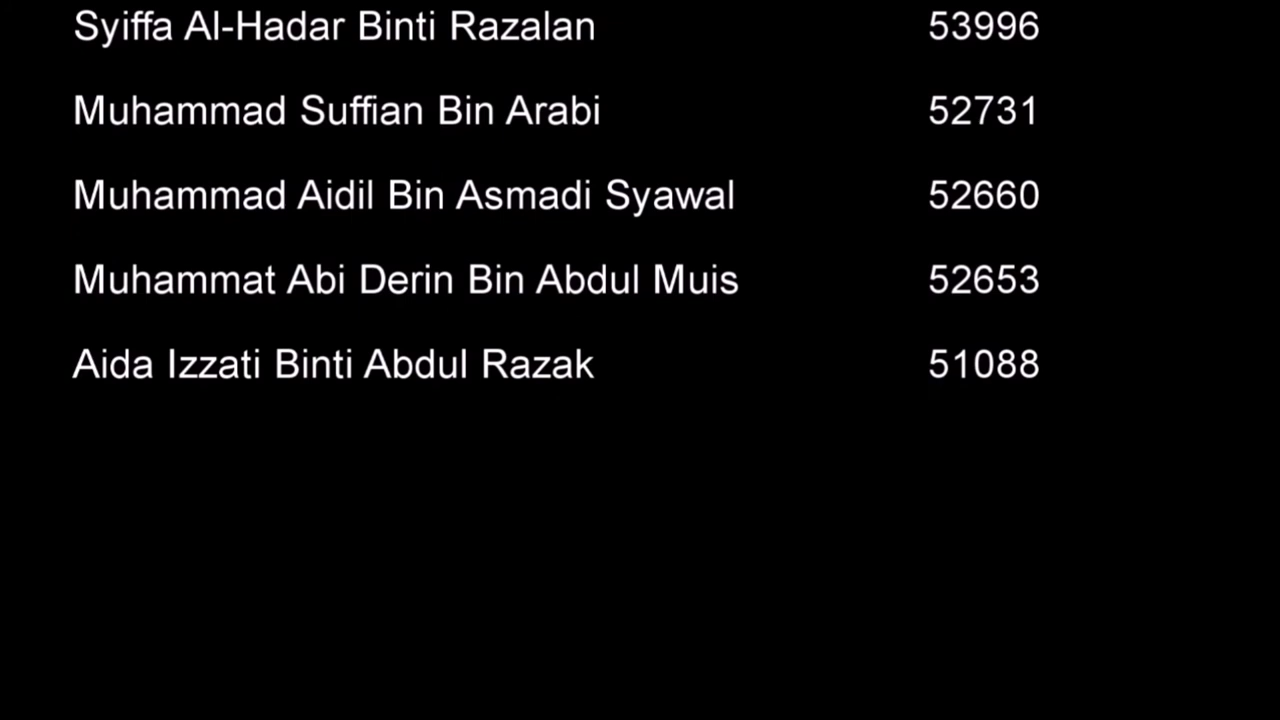 Syiffa Al-Hadar Binti Razalan 53996
Muhammad Suffian Bin Arabi 52731
Muhammad Aidil Bin Asmadi Syawal 52660
Muhammat Abi Derin Bin Abdul Muis 52653
Aida Izzati Binti Abdul Razak 51088